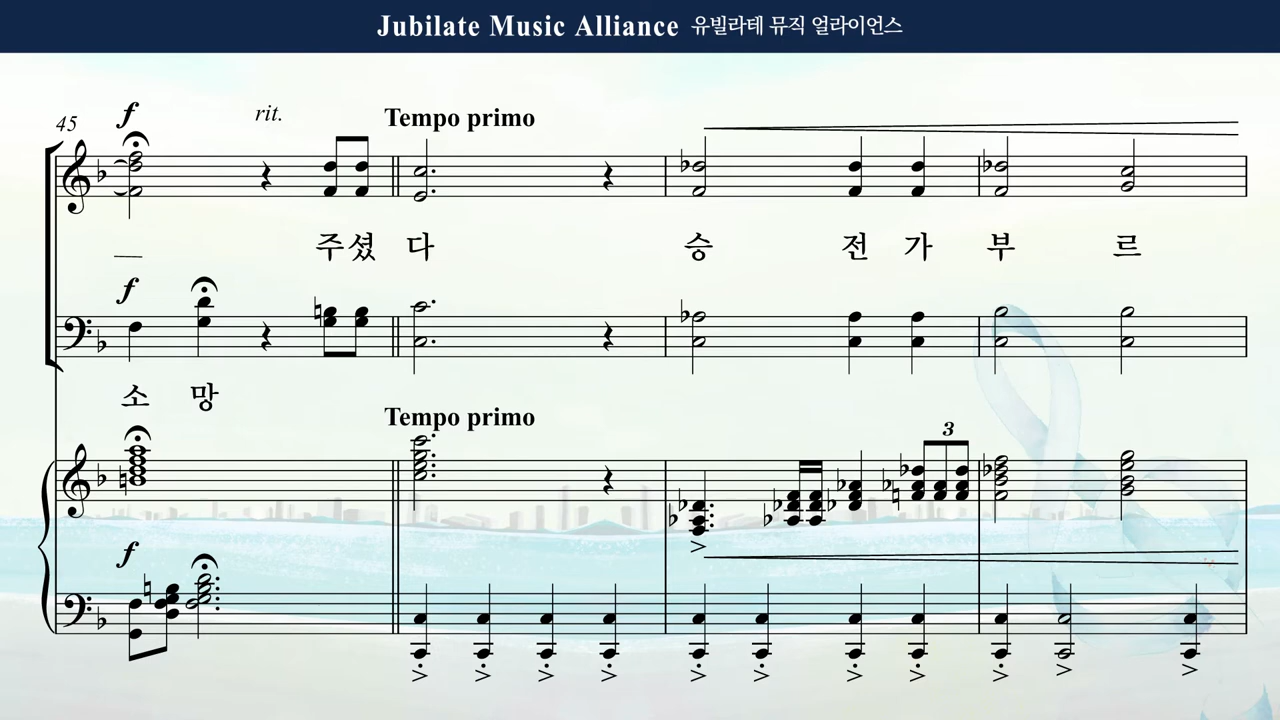 Jubilate Music Alliance 유빌라테 뮤직 얼라이언스
f rit. Tempo primo
45
주셨 다 승 전 가 부 르
f
소 망
Tempo primo
3
f